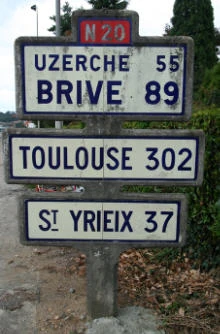 N20
UZERCHE 55
BRIVE 89
TOULOUSE 302
ST YRIEIX 37